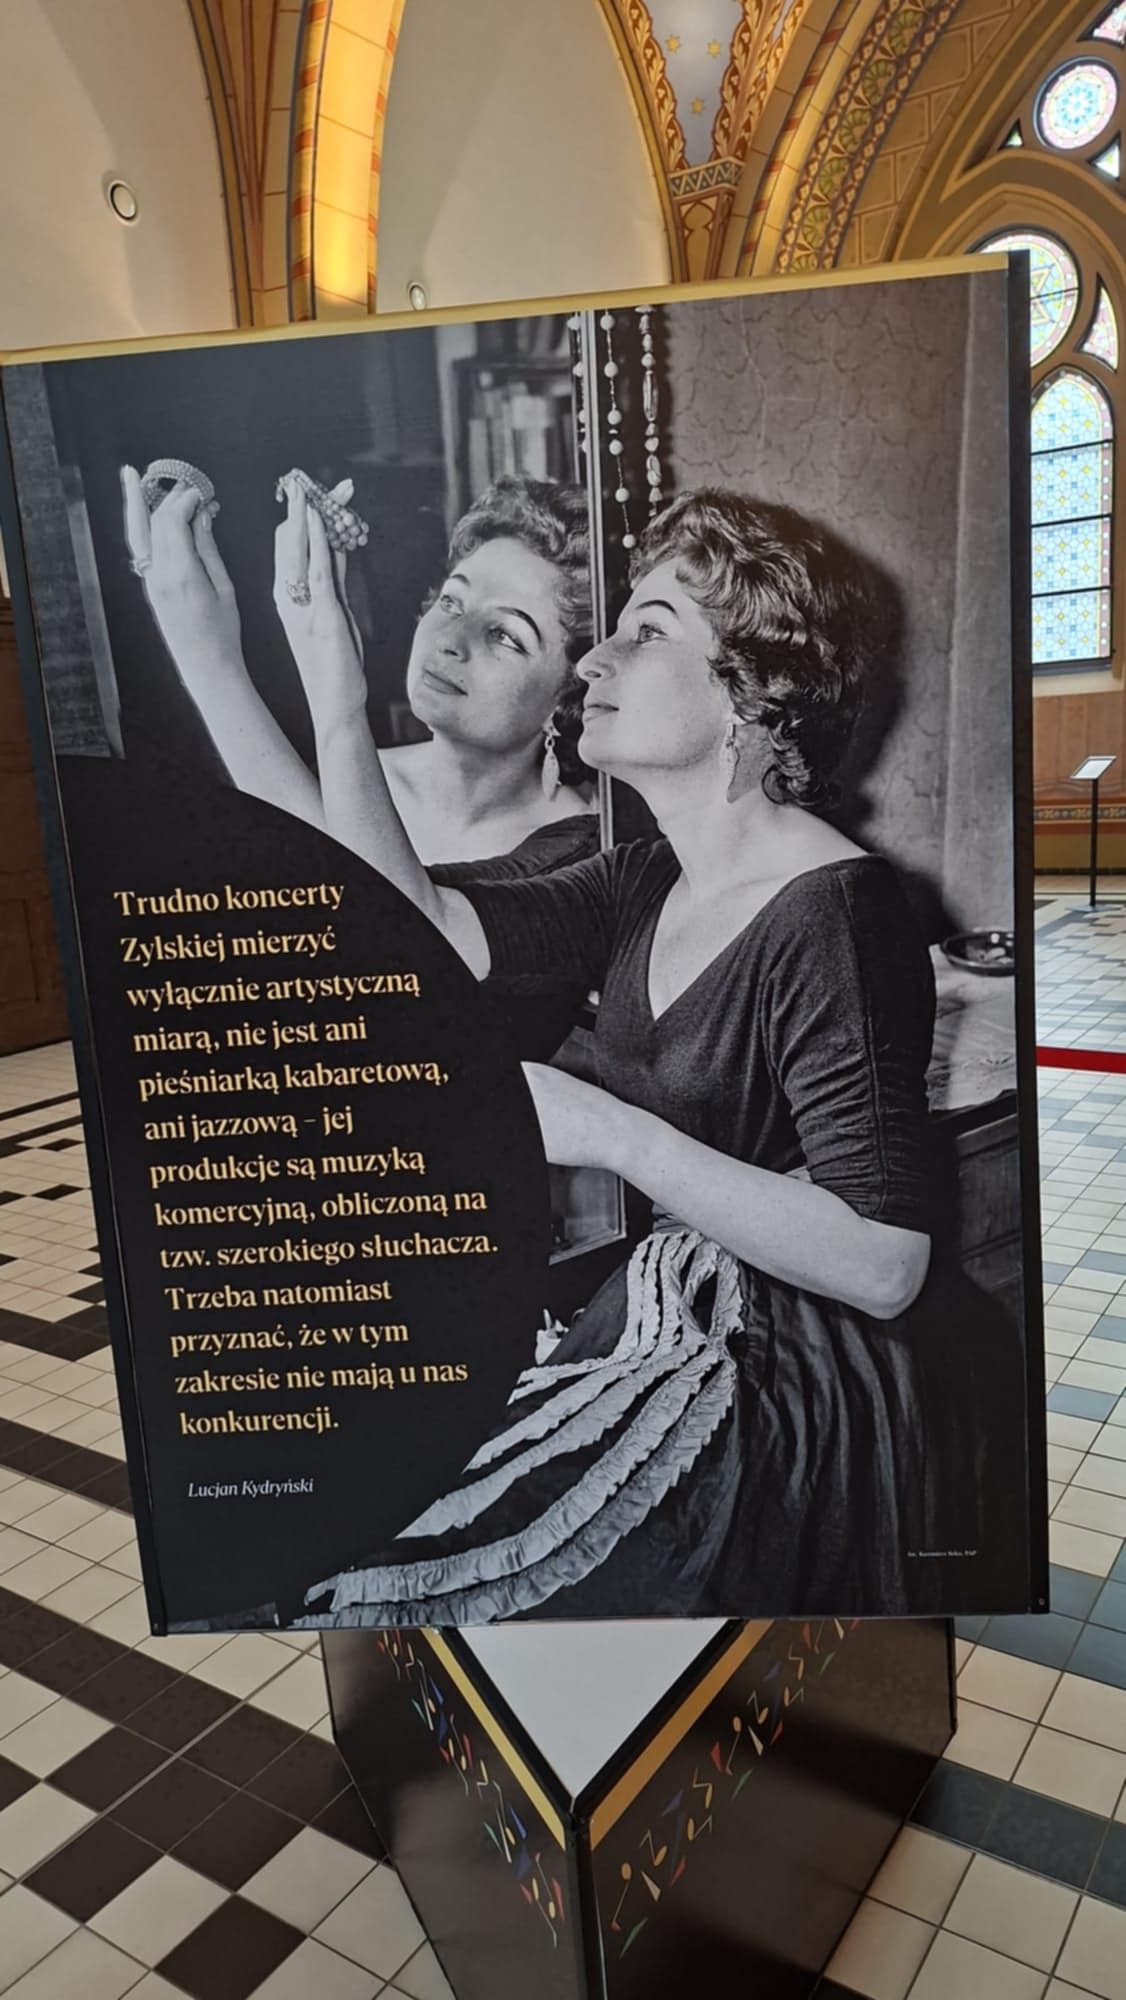 Trudno koncerty
Zylskiej mierzyć
wyłącznie artystyczną
miarą, nie jest ani
pieśniarką kabaretową,
ani jazzową – jej
produkcje są muzyką
komercyjną, obliczoną na
tzw. szerokiego słuchacza.
Trzeba natomiast
przyznać, że w tym
zakresie nie mają u nas
konkurencji.
Lucjan Kydryński